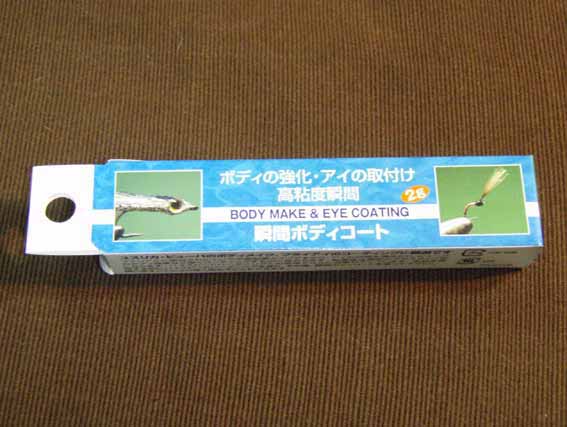 ボディの強化・アイの取付け
高粘度瞬間
2g
BODY MAKE & EYE COATING
瞬間ボディコート